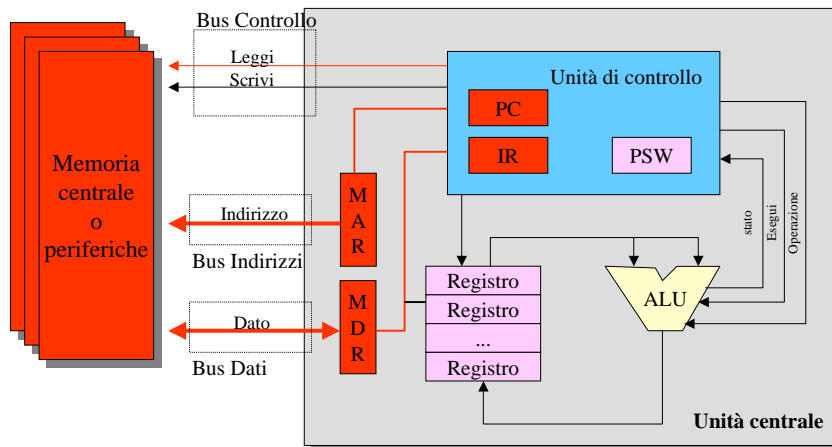 Bus Controllo
Leggi
Scrivi
Unità di controllo
PC
IR
PSW
Memoria
centrale
o
periferiche
Indirizzo
Bus Indirizzi
M
A
R
Dato
Bus Dati
M
D
R
Registro
Registro
...
Registro
ALU
stato
Esegui
Operazione
Unità centrale